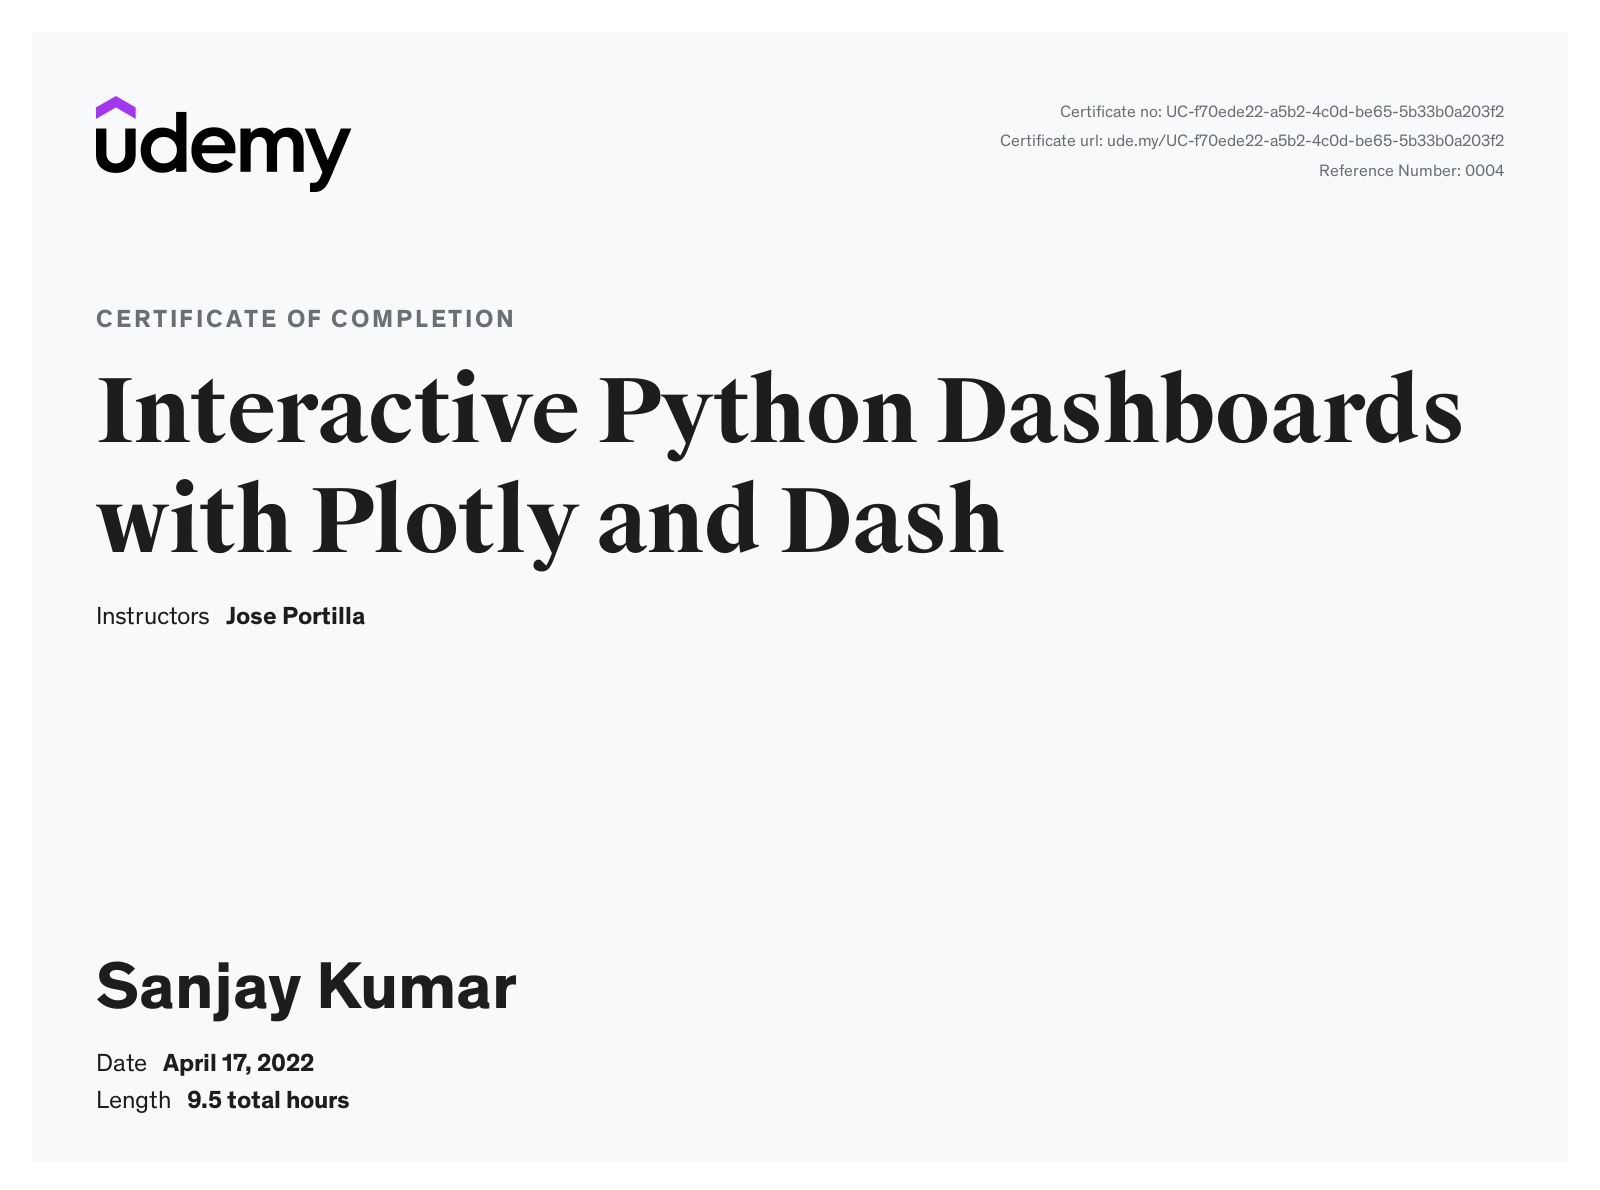 udemy
Certificate no: UC-f70ede22-a5b2-4c0d-be65-5b33b0a203f2
Certificate url: ude.my/UC-f70ede22-a5b2-4c0d-be65-5b33b0a203f2
Reference Number: 0004
CERTIFICATE OF COMPLETION
Interactive Python Dashboards
with Plotly and Dash
Instructors Jose Portilla
Sanjay Kumar
Date April 17, 2022
Length 9.5 total hours